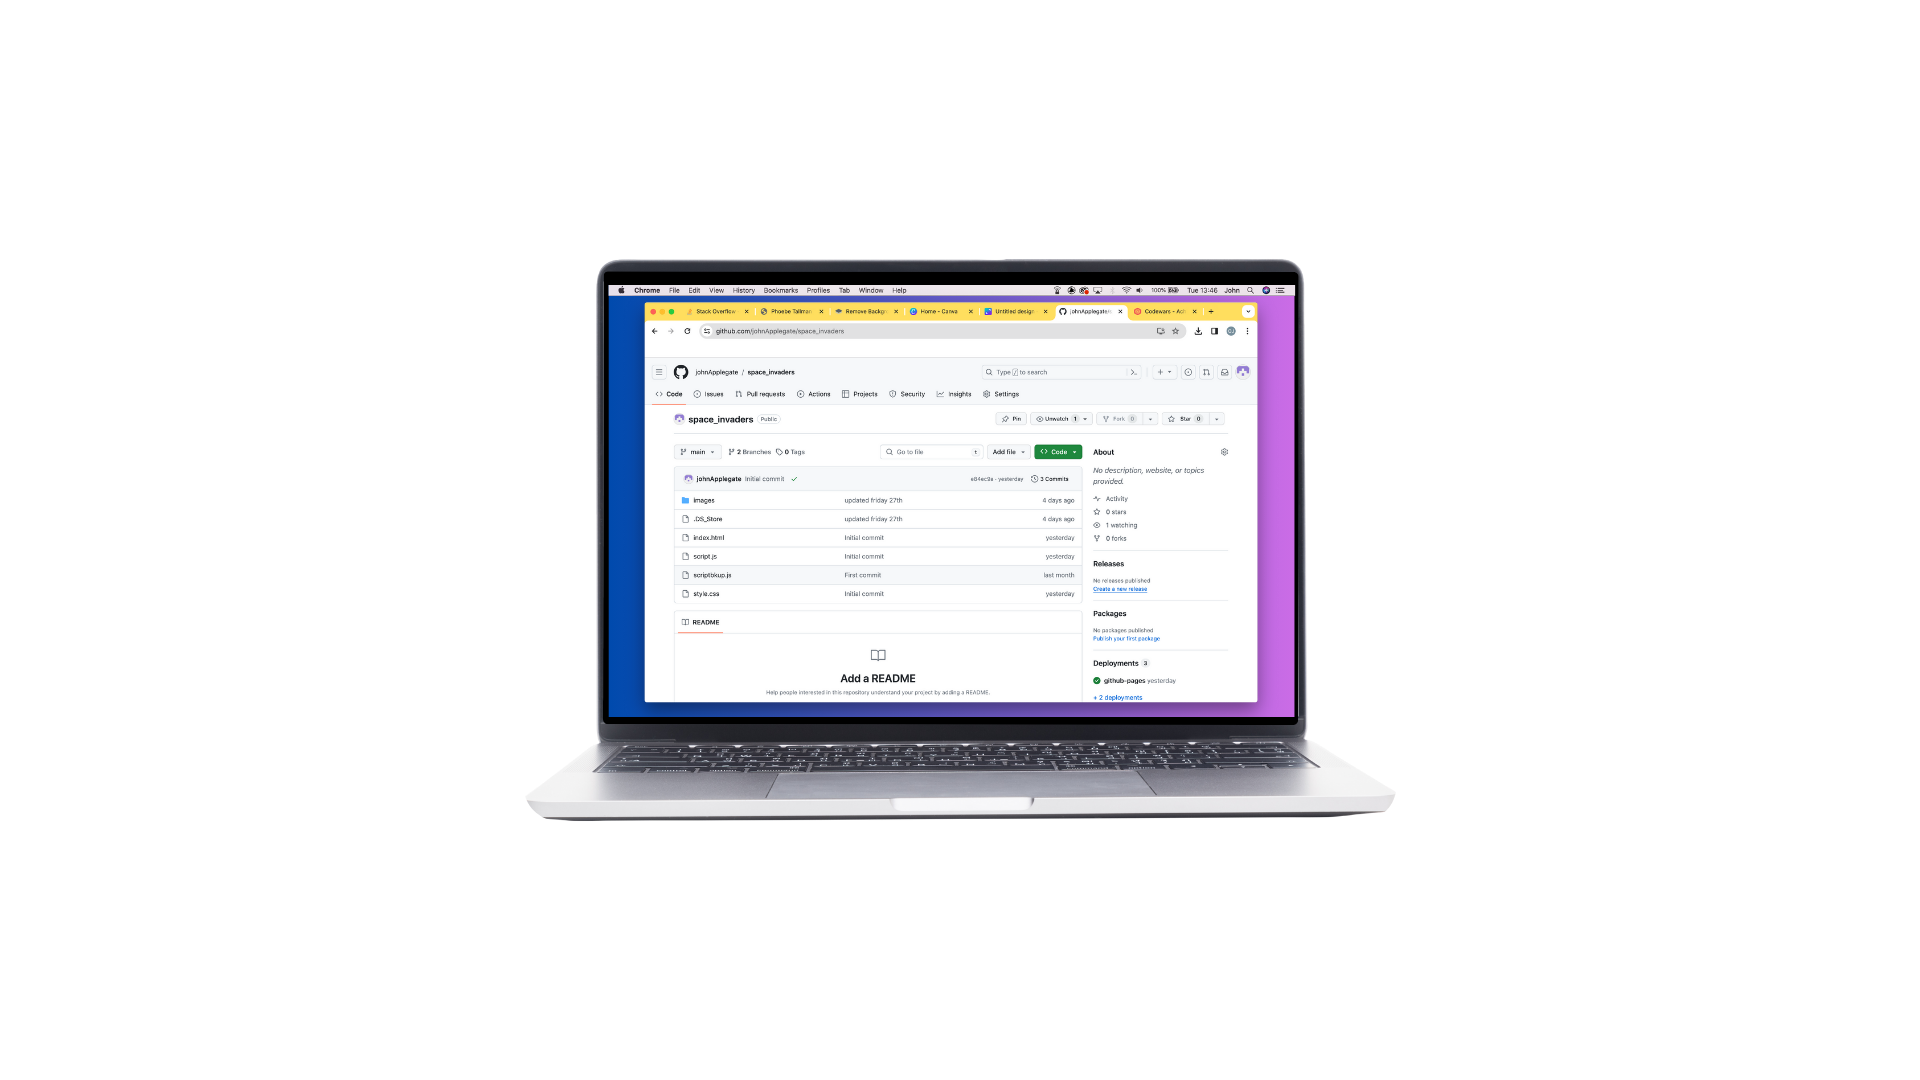 Chrome File Edit View History Bookmarks Profiles Tab Window Help 100% Tue 13:46 John
Stack Overflow Phoebe Tallman Remove Backgr Home - Canva Untitled design johnApplegate Codewars - Ach
github.com/johnApplegate/space_invaders
johnApplegate / space_invaders Type / to search
Code Issues Pull requests Actions Projects Security Insights Settings
space_invaders Public Pin Unwatch 1 Fork 0 Star 0
main 2 Branches 0 Tags Go to file t Add file Code About
No description, website, or topics
provided.
johnApplegate Initial commit yesterday 3 Commits
images updated friday 27th 4 days ago
.DS_Store updated friday 27th 4 days ago
index.html Initial commit yesterday
script.js Initial commit yesterday
scriptbkup.js First commit last month
style.css Initial commit yesterday
Activity
0 stars
1 watching
0 forks
Releases
No releases published
Create a new release
Packages
No packages published
Publish your first package
Deployments 3
github-pages yesterday
+ 2 deployments
README
Add a README
Help people interested in this repository understand your project by adding a README.